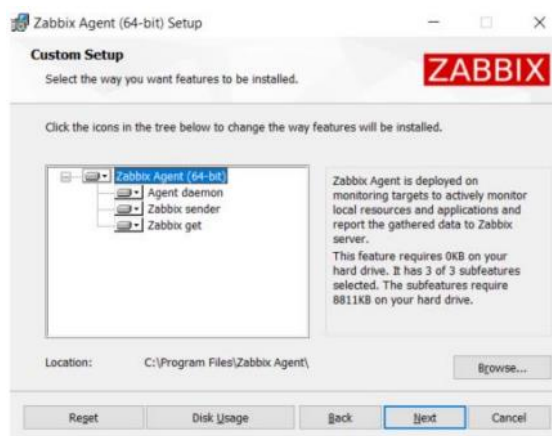 Zabbix Agent (64-bit) Setup
Custom Setup
Select the way you want features to be installed.
ZABBIX
Click the icons in the tree below to change the way features will be installed.
Zabbix Agent (64-bit)
Agent daemon
Zabbix sender
Zabbix get
Zabbix Agent is deployed on
monitoring targets to actively monitor
local resources and applications and
report the gathered data to Zabbix
server.
This feature requires 0KB on your
hard drive. It has 3 of 3 subfeatures
selected. The subfeatures require
8811KB on your hard drive.
Location: C:\Program Files\Zabbix Agent\
Browse...
Reset Disk Usage Back Next Cancel